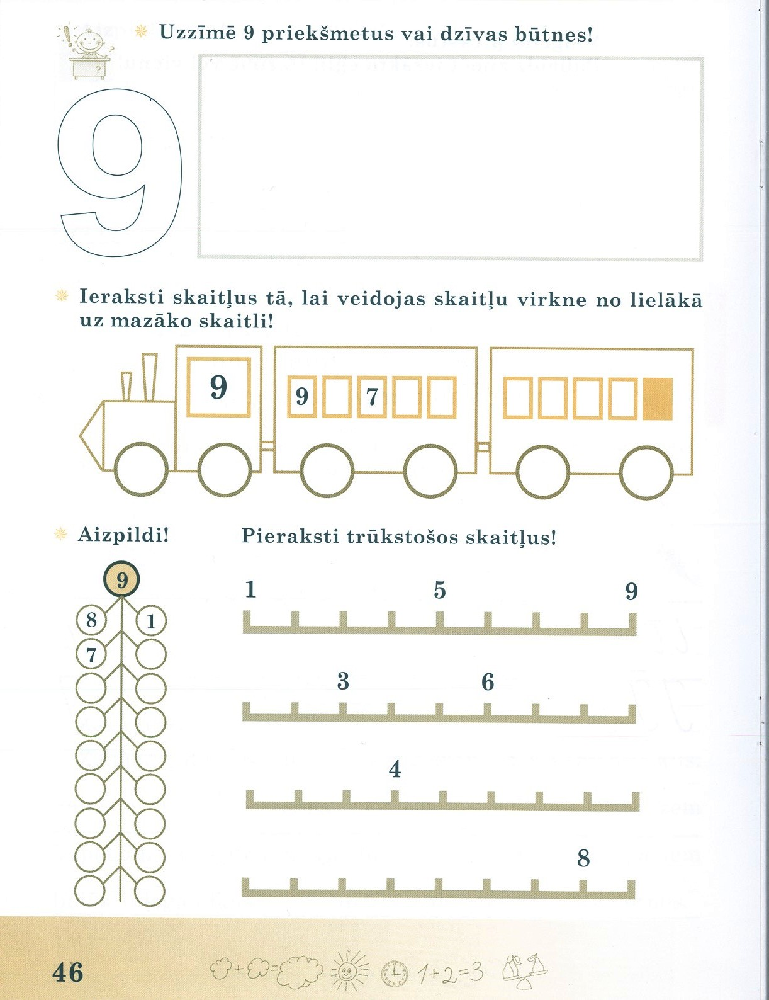 Uzzīmē 9 priekšmetus vai dzīvas būtnes!
! ? ?
9
Ieraksti skaitļus tā, lai veidojas skaitļu virkne no lielākā
uz mazāko skaitli!
9 9 7
Aizpildi!
9
8 1
7
Pieraksti trūkstošos skaitļus!
1 5 9
3 6
4
8
46
+ = 1+2=3